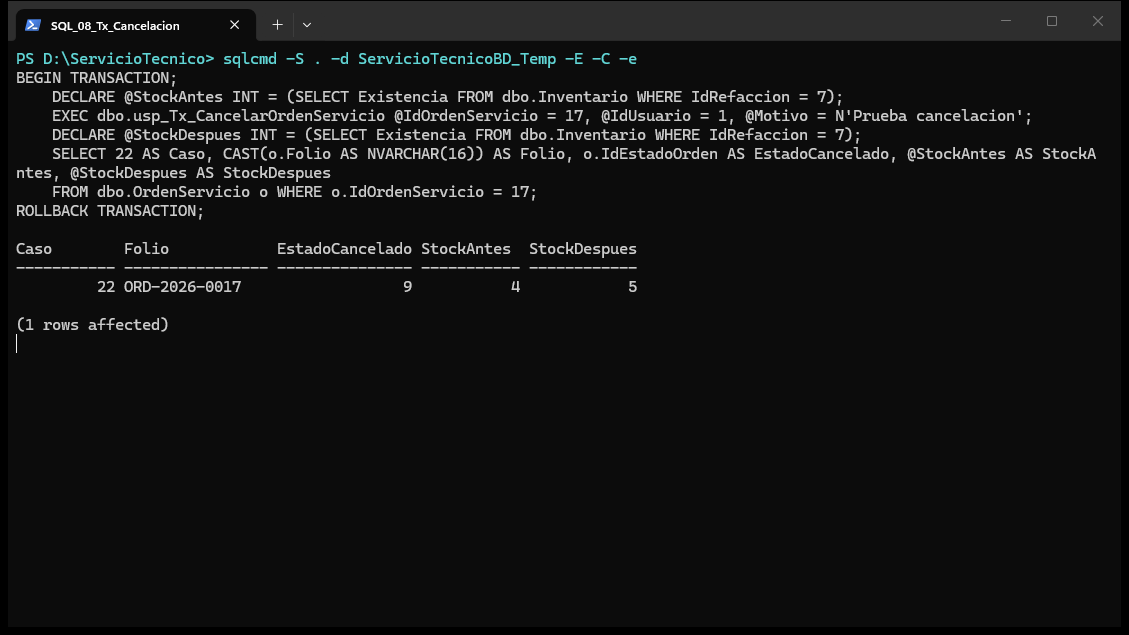 SQL_08_Tx_Cancelacion
PS D:\ServicioTecnico> sqlcmd -S . -d ServicioTecnicoBD_Temp -E -C -e
BEGIN TRANSACTION;
    DECLARE @StockAntes INT = (SELECT Existencia FROM dbo.Inventario WHERE IdRefaccion = 7);
    EXEC dbo.usp_Tx_CancelarOrdenServicio @IdOrdenServicio = 17, @IdUsuario = 1, @Motivo = N'Prueba cancelacion';
    DECLARE @StockDespues INT = (SELECT Existencia FROM dbo.Inventario WHERE IdRefaccion = 7);
    SELECT 22 AS Caso, CAST(o.Folio AS NVARCHAR(16)) AS Folio, o.IdEstadoOrden AS EstadoCancelado, @StockAntes AS StockA
ntes, @StockDespues AS StockDespues
    FROM dbo.OrdenServicio o WHERE o.IdOrdenServicio = 17;
ROLLBACK TRANSACTION;
Caso        Folio            EstadoCancelado StockAntes  StockDespues
----------- ---------------- --------------- ----------- ------------
         22 ORD-2026-0017                  9           4            5
(1 rows affected)